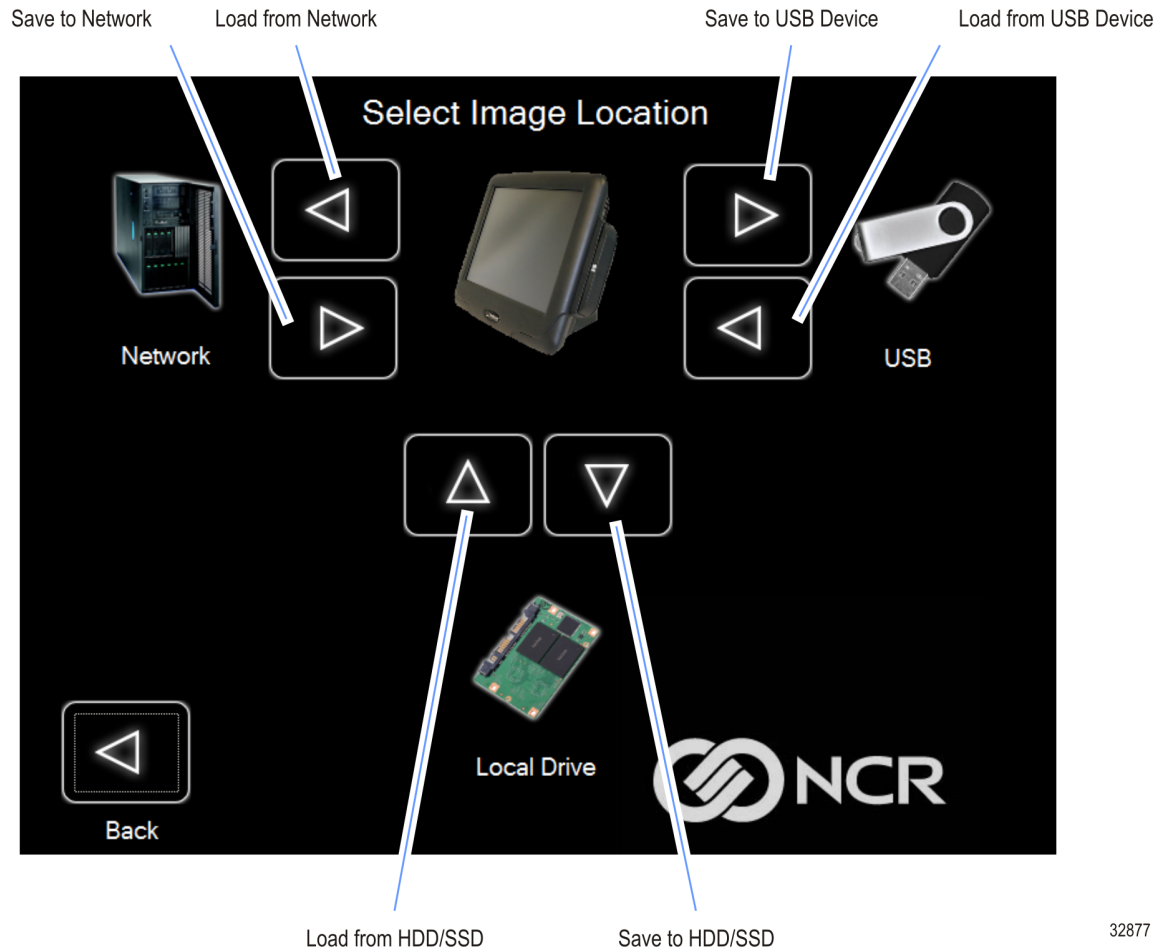 Save to Network
Load from Network
Save to USB Device
Load from USB Device
Select Image Location
Network
USB
Local Drive
NCR
Back
Load from HDD/SSD
Save to HDD/SSD
32877